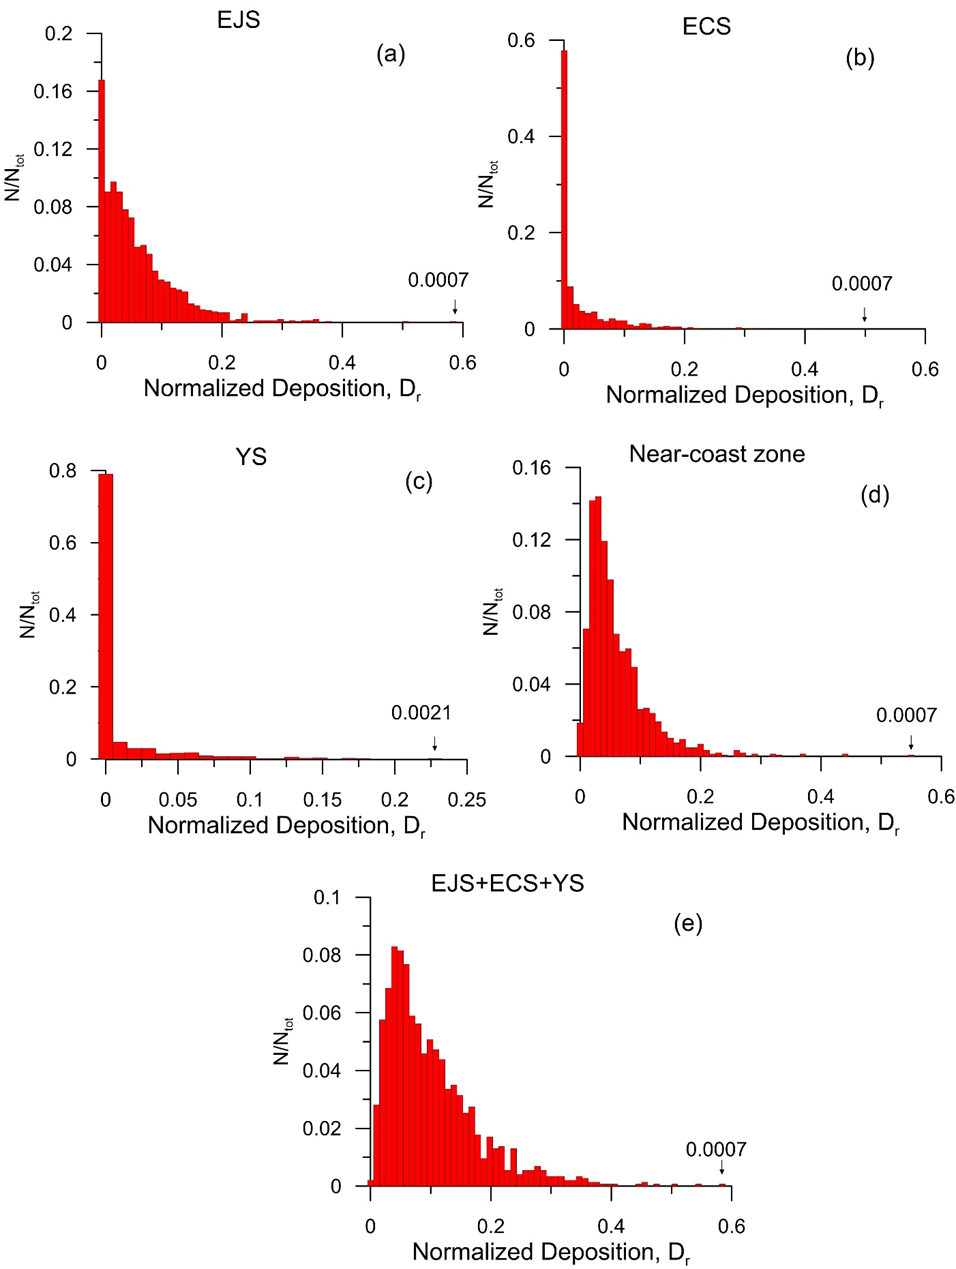 EJS
(a)
0.2
0.16
0.12
0.08
0.04
0
N/Ntot
0.0007
0 0.2 0.4 0.6
Normalized Deposition, Dr
ECS
(b)
0.6
0.4
0.2
0
N/Ntot
0.0007
0 0.2 0.4 0.6
Normalized Deposition, Dr
YS
(c)
0.8
0.6
0.4
0.2
0
N/Ntot
0.0021
0 0.05 0.1 0.15 0.2 0.25
Normalized Deposition, Dr
Near-coast zone
(d)
0.16
0.12
0.08
0.04
0
N/Ntot
0.0007
0 0.2 0.4 0.6
Normalized Deposition, Dr
EJS+ECS+YS
(e)
0.1
0.08
0.06
0.04
0.02
0
N/Ntot
0.0007
0 0.2 0.4 0.6
Normalized Deposition, Dr